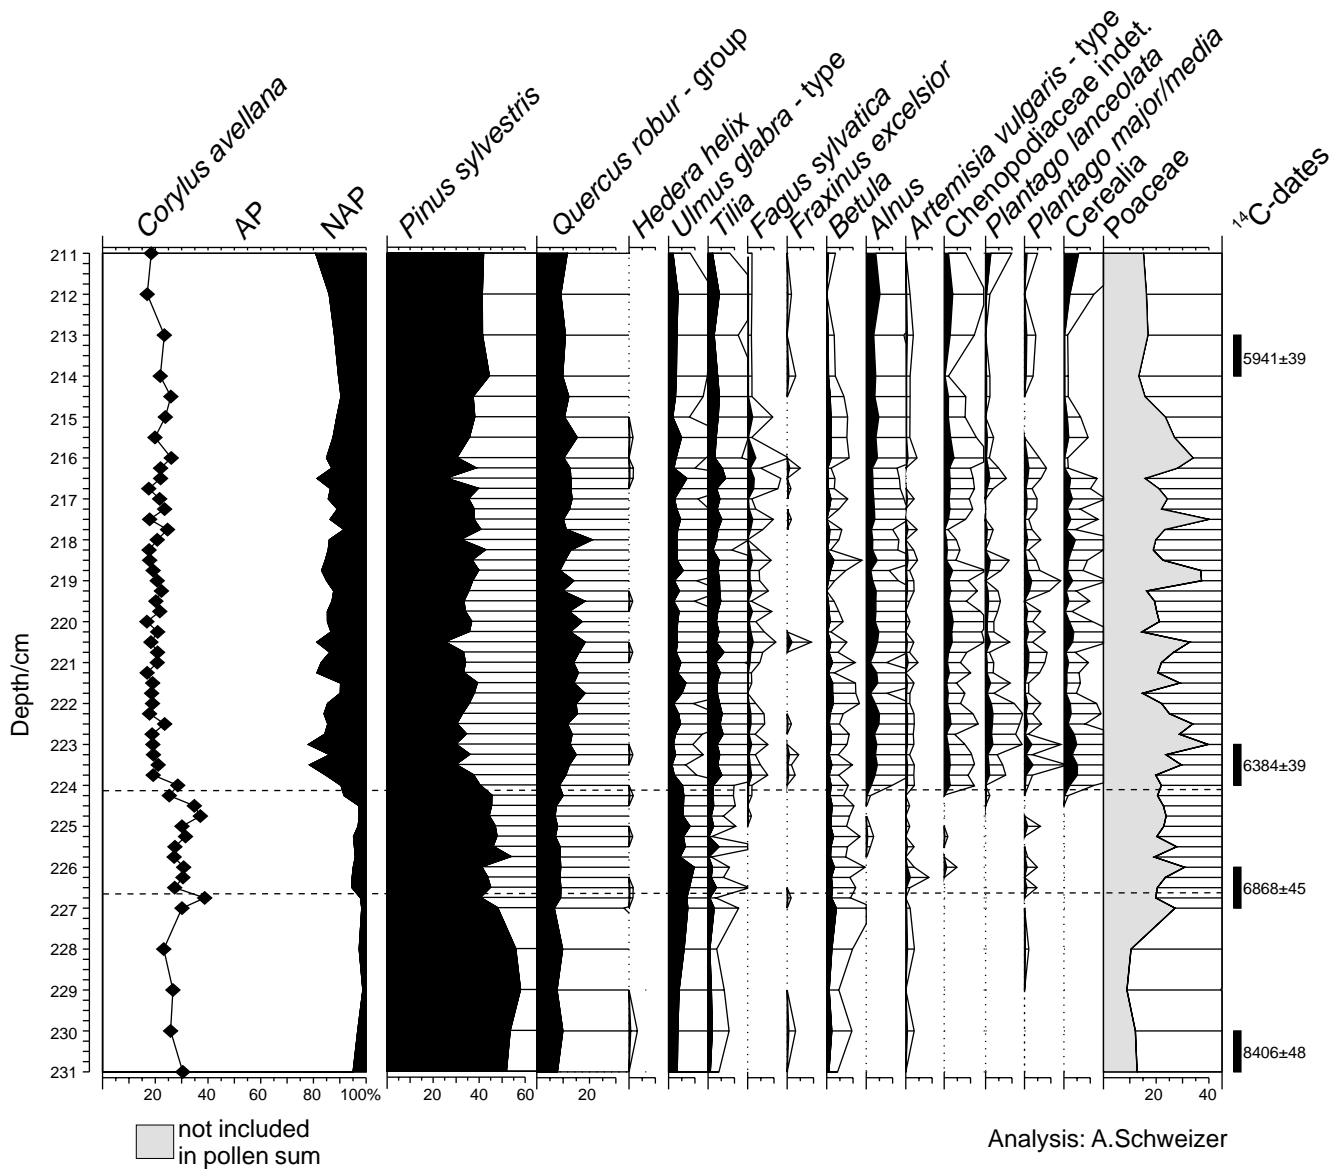 Corylus avellana
AP
NAP
Pinus sylvestris
Quercus robur - group
Hedera helix
Ulmus glabra - type
Tilia
Fagus sylvatica
Fraxinus excelsior
Betula
Alnus
Artemisia vulgaris - type
Chenopodiaceae indet.
Plantago lanceolata
Plantago major/media
Cerealia
Poaceae
14C-dates
Depth/cm
211
212
213
214
215
216
217
218
219
220
221
222
223
224
225
226
227
228
229
230
231
5941±39
6384±39
6868±45
8406±48
20 40 60 80 100%
20 40 60
20
20 40
not included
in pollen sum
Analysis: A.Schweizer